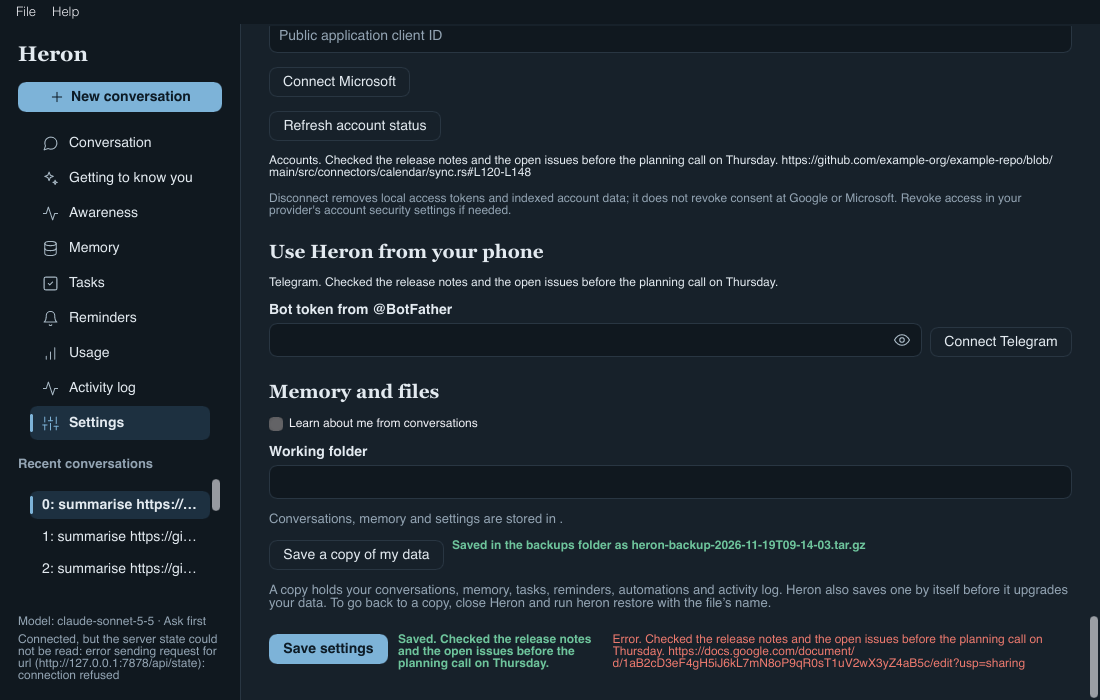 File Help
Heron
+ New conversation
Conversation
Getting to know you
Awareness
Memory
Tasks
Reminders
Usage
Activity log
Settings
Recent conversations
0: summarise https://...
1: summarise https://gi...
2: summarise https://gi...
Model: claude-sonnet-5-5 · Ask first
Connected, but the server state could
not be read: error sending request for
url (http://127.0.0.1:7878/api/state):
connection refused
Public application client ID
Connect Microsoft
Refresh account status
Accounts. Checked the release notes and the open issues before the planning call on Thursday. https://github.com/example-org/example-repo/blob/
main/src/connectors/calendar/sync.rs#L120-L148
Disconnect removes local access tokens and indexed account data; it does not revoke consent at Google or Microsoft. Revoke access in your
provider's account security settings if needed.
Use Heron from your phone
Telegram. Checked the release notes and the open issues before the planning call on Thursday.
Bot token from @BotFather
Connect Telegram
Memory and files
Learn about me from conversations
Working folder
Conversations, memory and settings are stored in .
Save a copy of my data
Saved in the backups folder as heron-backup-2026-11-19T09-14-03.tar.gz
A copy holds your conversations, memory, tasks, reminders, automations and activity log. Heron also saves one by itself before it upgrades
your data. To go back to a copy, close Heron and run heron restore with the file's name.
Save settings
Saved. Checked the release notes
and the open issues before the
planning call on Thursday.
Error. Checked the release notes and the open issues before the planning call on
Thursday. https://docs.google.com/document/
d/1aB2cD3eF4gH5iJ6kL7mN8oP9qR0sT1uV2wX3yZ4aB5c/edit?usp=sharing